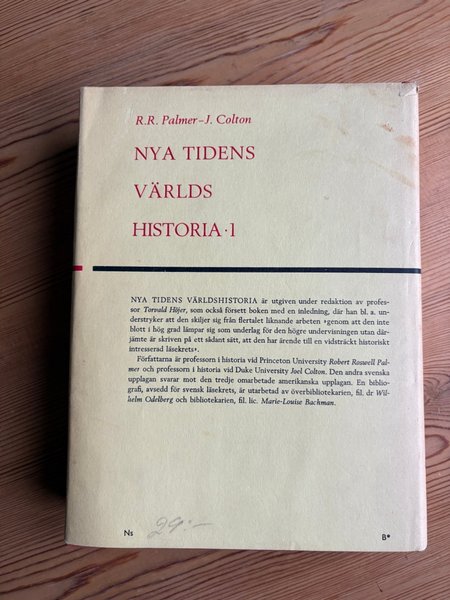 R.R. Palmer–J. Colton
NYA TIDENS
VÄRLDS
HISTORIA·1
NYA TIDENS VÄRLDSHISTORIA är utgiven under redaktion av profes-
sor Torvald Höjer, som också försett boken med en inledning, där han bl. a. un-
derstryker att den skiljer sig från flertalet liknande arbeten »genom att den inte
blott i hög grad lämpar sig som underlag för den högre undervisningen utan där-
jämte är skriven på ett sådant sätt, att den har ärende till en vidsträckt historiskt
intresserad läsekrets».
Författarna är professorn i historia vid Princeton University Robert Roswell Pal-
mer och professorn i historia vid Duke University Joel Colton. Den andra svenska
upplagan svarar mot den tredje omarbetade amerikanska upplagan. En biblio-
grafi, avsedd för svensk läsekrets, är utarbetad av överbibliotekarien, fil. dr Wil-
helm Odelberg och bibliotekarien, fil. lic. Marie-Louise Bachman.
Ns 29:- B*